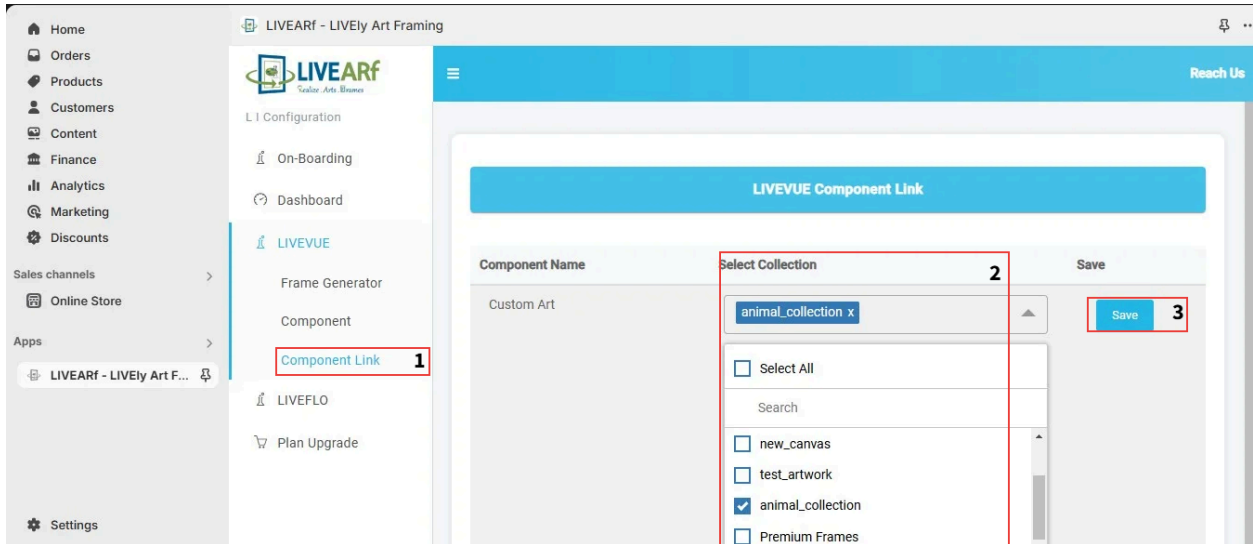 Home
Orders
Products
Customers
Content
Finance
Analytics
Marketing
Discounts
Sales channels
Online Store
Apps
LIVEARf - LIVEly Art F...
Settings
LIVEARf - LIVEly Art Framing
LIVEARf
Realize Arts Dreams
L I Configuration
On-Boarding
Dashboard
LIVEVUE
Frame Generator
Component
Component Link 1
LIVEFLO
Plan Upgrade
Reach Us
LIVEVUE Component Link
Component Name Select Collection 2 Save
Custom Art animal_collection x Save 3
Select All
Search
new_canvas
test_artwork
animal_collection
Premium Frames